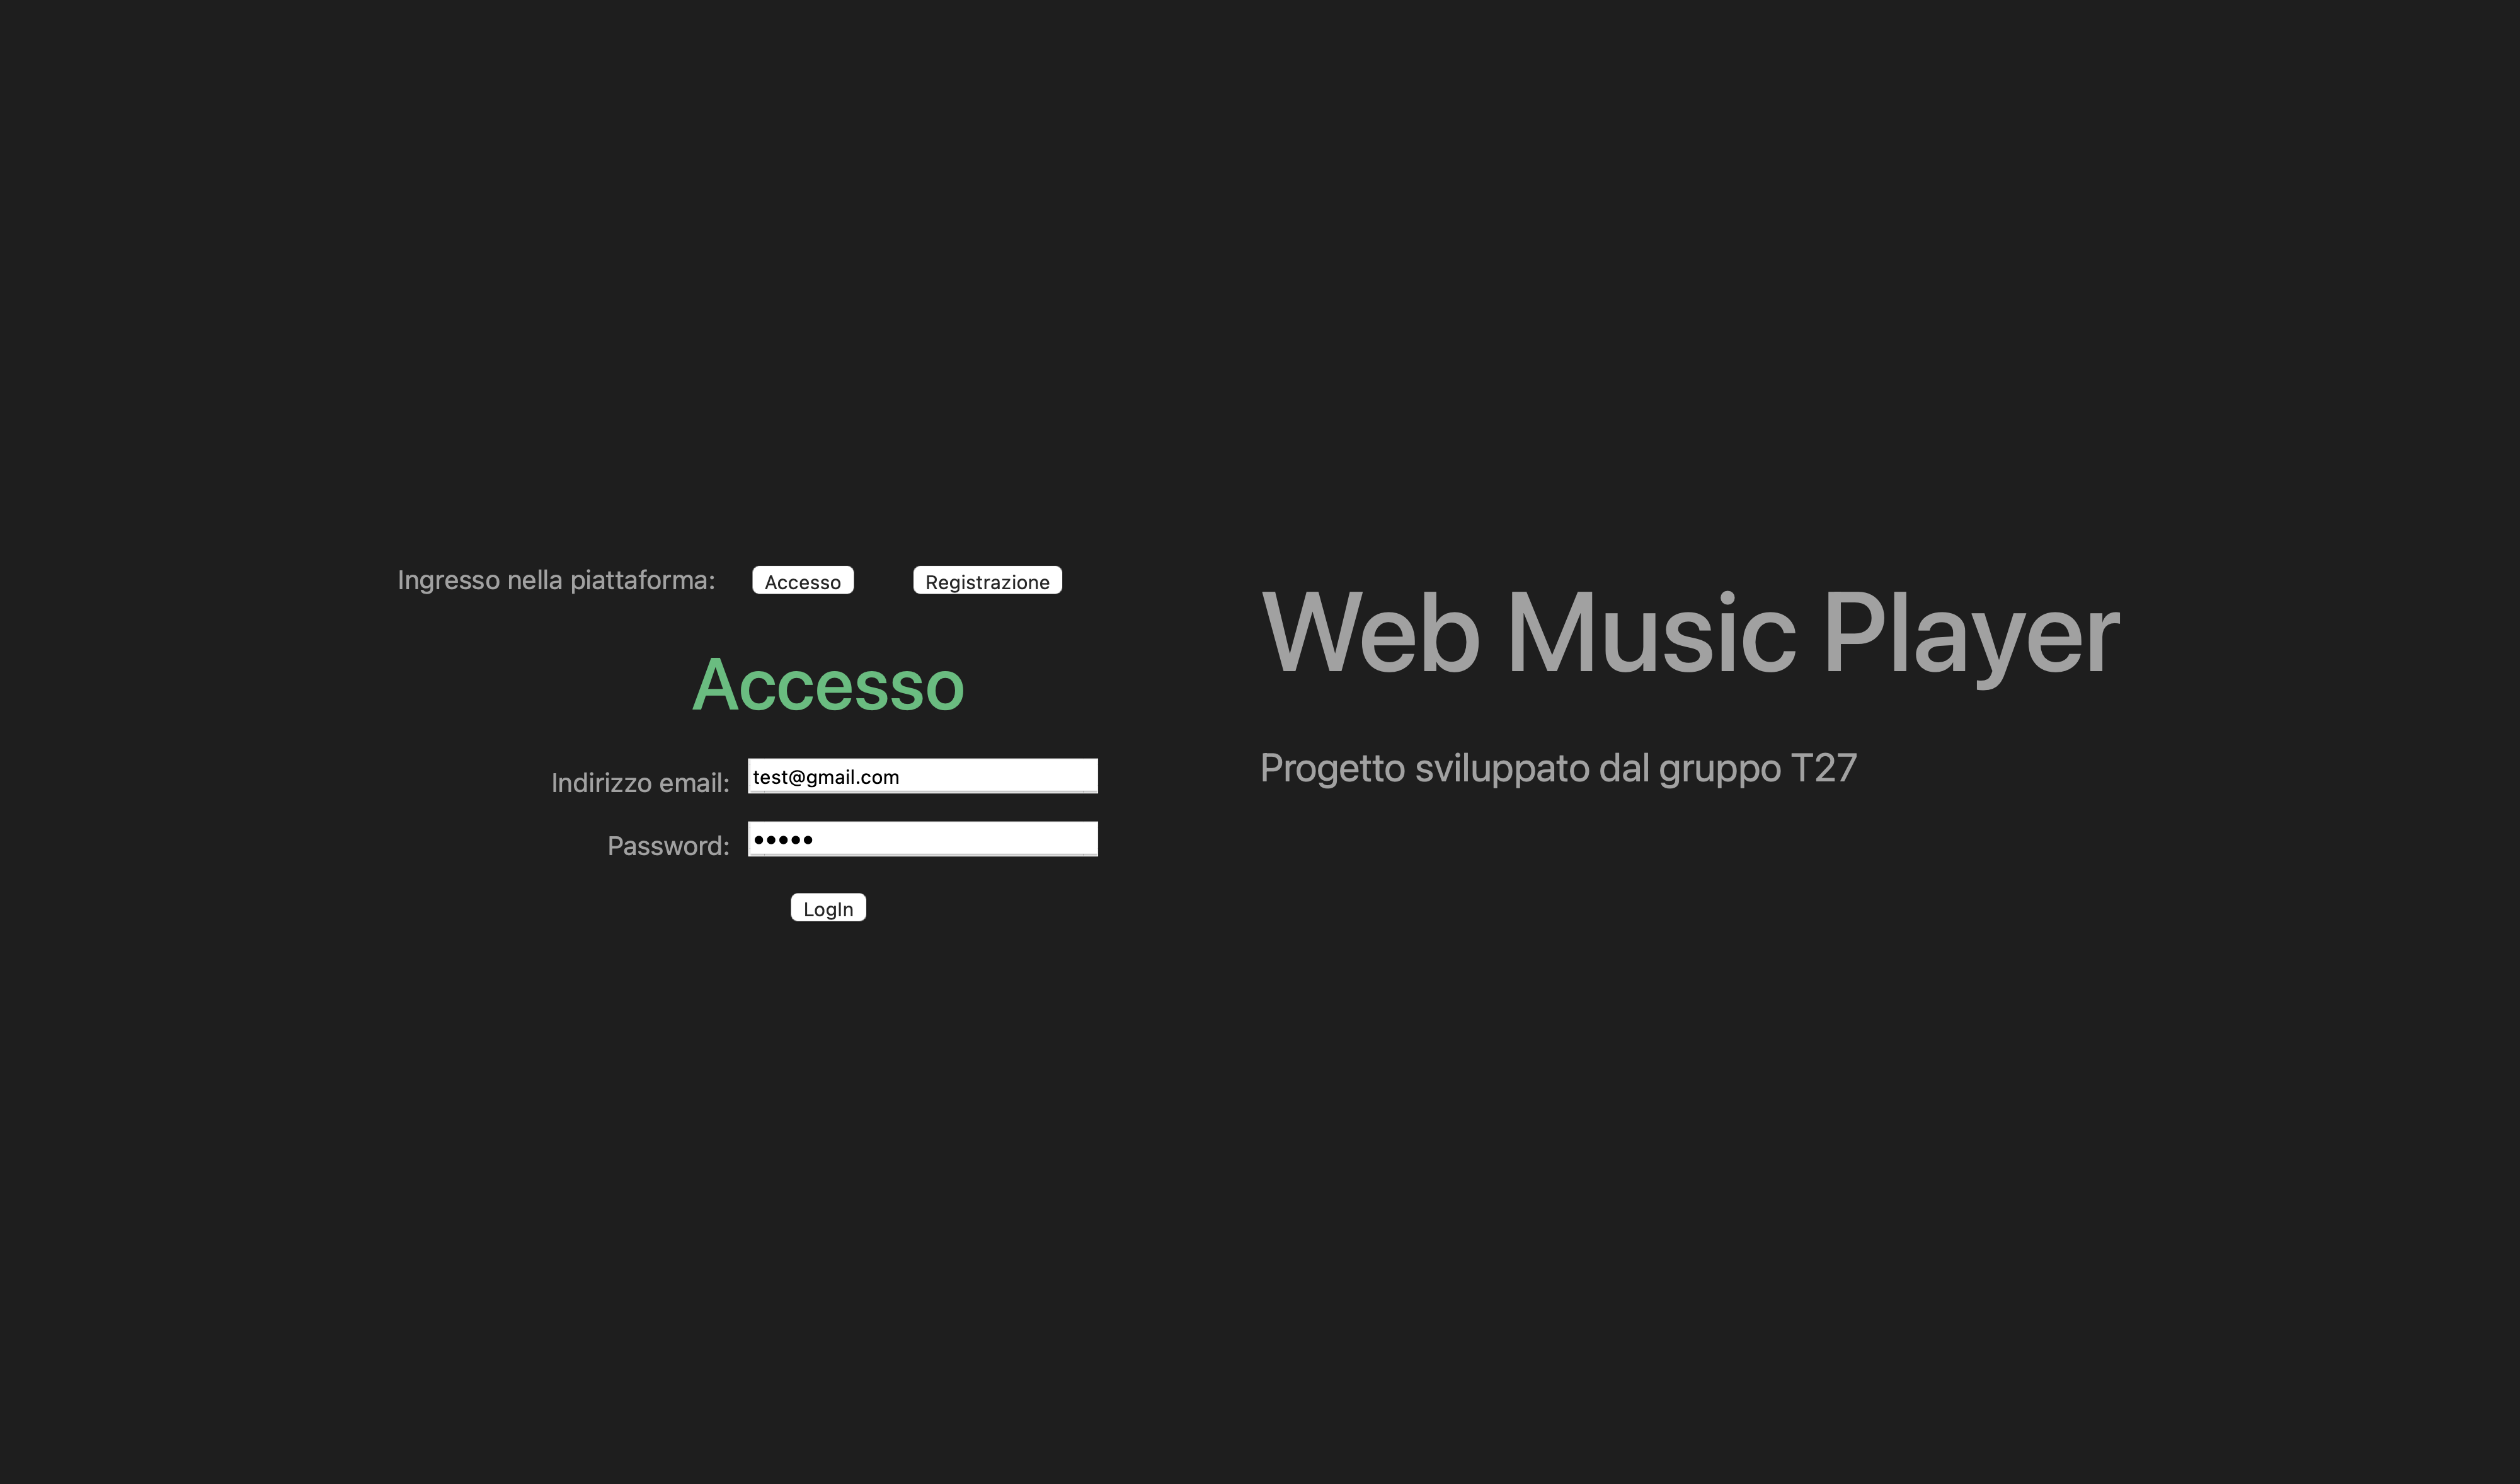 Ingresso nella piattaforma: Accesso Registrazione
Accesso
Indirizzo email: test@gmail.com
Password: •••••
LogIn
Web Music Player
Progetto sviluppato dal gruppo T27